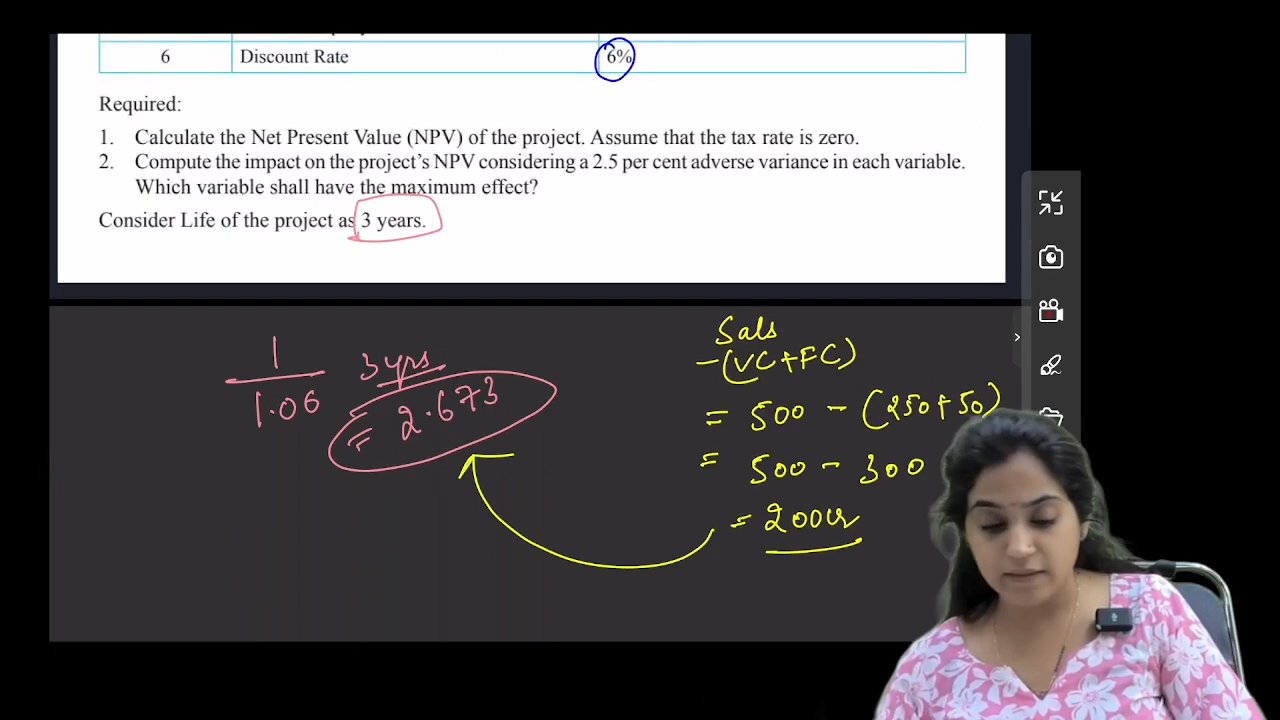 6 Discount Rate 6%
Required:
1. Calculate the Net Present Value (NPV) of the project. Assume that the tax rate is zero.
2. Compute the impact on the project's NPV considering a 2.5 per cent adverse variance in each variable.
Which variable shall have the maximum effect?
Consider Life of the project as 3 years.
1
1.06
3 yrs
= 2.673
Sals
-(VC+FC)
= 500 - (250+50)
= 500 - 300
= 200cr